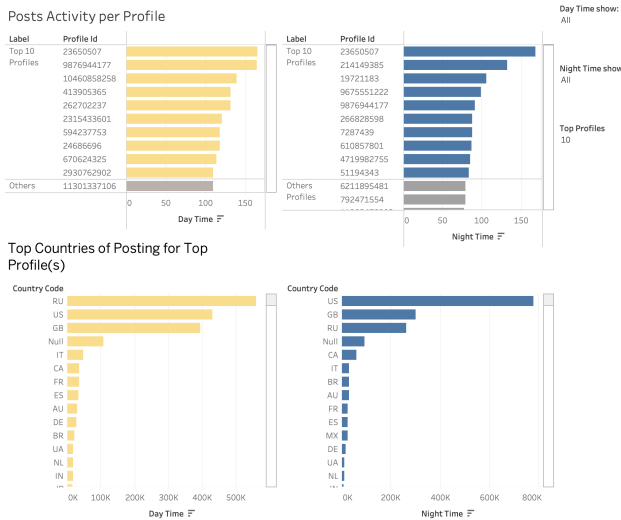 Posts Activity per Profile
Day Time show:
All
Night Time show
All
Top Profiles
10
Label Profile Id
Top 10 Profiles 23650507
9876944177
10460858258
413905365
262702237
2315433601
594237753
24686696
670624325
2930762902
Others 11301337106
0 50 100 150
Day Time
Label Profile Id
Top 10 Profiles 23650507
214149385
19721183
9675551222
9876944177
266828598
7287439
610857801
4719982755
51194343
Others Profiles 6211895481
792471554
0 50 100 150
Night Time
Top Countries of Posting for Top
Profile(s)
Country Code
RU
US
GB
Null
IT
CA
FR
ES
AU
DE
BR
UA
NL
IN
0K 100K 200K 300K 400K 500K
Day Time
Country Code
US
GB
RU
Null
CA
IT
BR
AU
FR
ES
MX
DE
UA
NL
0K 200K 400K 600K 800K
Night Time